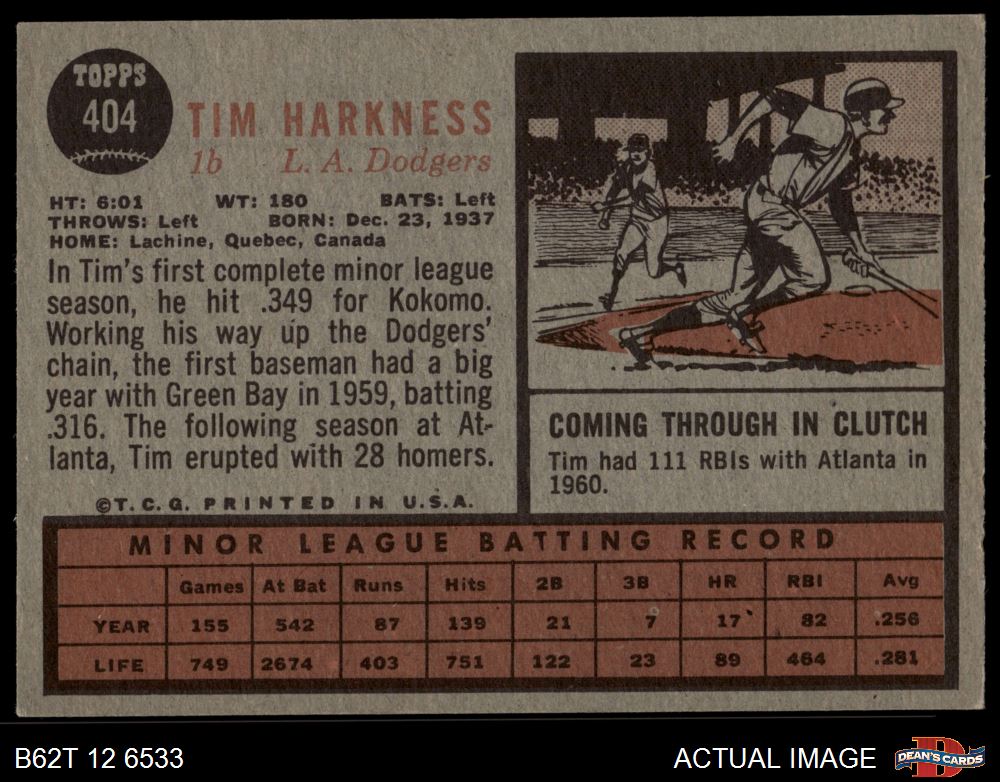 TOPPS
404
TIM HARKNESS
1b L. A. Dodgers
HT: 6:01 WT: 180 BATS: Left
THROWS: Left BORN: Dec. 23, 1937
HOME: Lachine, Quebec, Canada
In Tim's first complete minor league
season, he hit .349 for Kokomo.
Working his way up the Dodgers'
chain, the first baseman had a big
year with Green Bay in 1959, batting
.316. The following season at At-
lanta, Tim erupted with 28 homers.
©T.C.G. PRINTED IN U.S.A.
COMING THROUGH IN CLUTCH
Tim had 111 RBIs with Atlanta in
1960.
MINOR LEAGUE BATTING RECORD
Games At Bat Runs Hits 2B 3B HR RBI Avg
YEAR 155 542 87 139 21 7 17 82 .256
LIFE 749 2674 403 751 122 23 89 464 .281
B62T 12 6533 ACTUAL IMAGE D DEAN'S CARDS